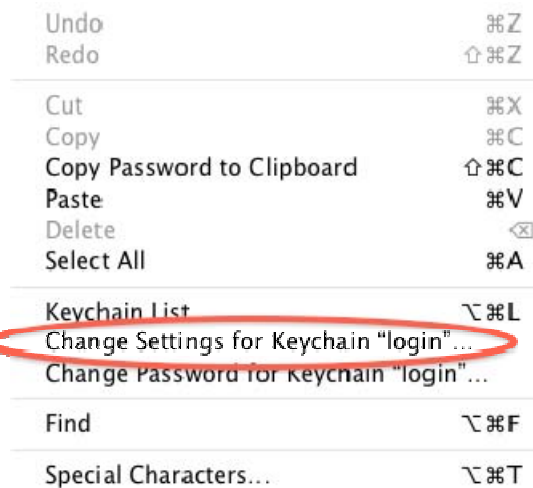 Undo ⌘Z
Redo ⇧⌘Z
Cut ⌘X
Copy ⌘C
Copy Password to Clipboard ⇧⌘C
Paste ⌘V
Delete ⌫
Select All ⌘A
Keychain List ⌥⌘L
Change Settings for Keychain “login”...
Change Password for Keychain “login”...
Find ⌥⌘F
Special Characters... ⌥⌘T